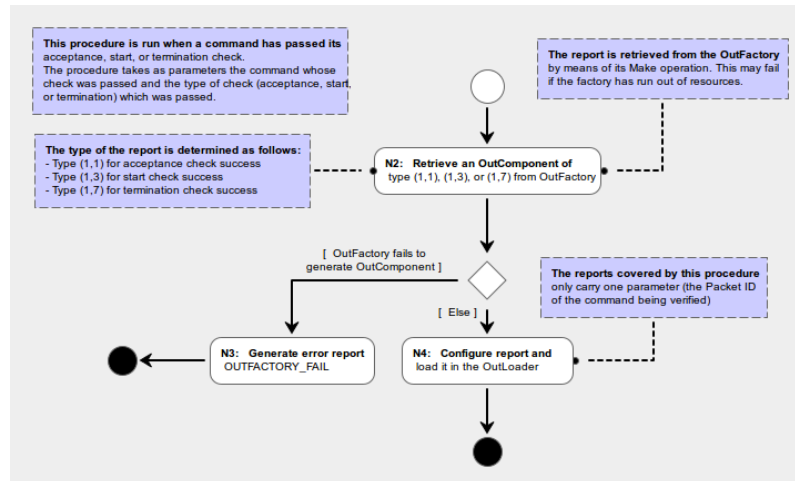 This procedure is run when a command has passed its
acceptance, start, or termination check.
The procedure takes as parameters the command whose
check was passed and the type of check (acceptance, start,
or termination) which was passed.
The report is retrieved from the OutFactory
by means of its Make operation. This may fail
if the factory has run out of resources.
The type of the report is determined as follows:
- Type (1,1) for acceptance check success
- Type (1,3) for start check success
- Type (1,7) for termination check success
N2: Retrieve an OutComponent of
type (1,1), (1,3), or (1,7) from OutFactory
[ OutFactory fails to
generate OutComponent ]
[ Else ]
The reports covered by this procedure
only carry one parameter (the Packet ID
of the command being verified)
N3: Generate error report
OUTFACTORY_FAIL
N4: Configure report and
load it in the OutLoader